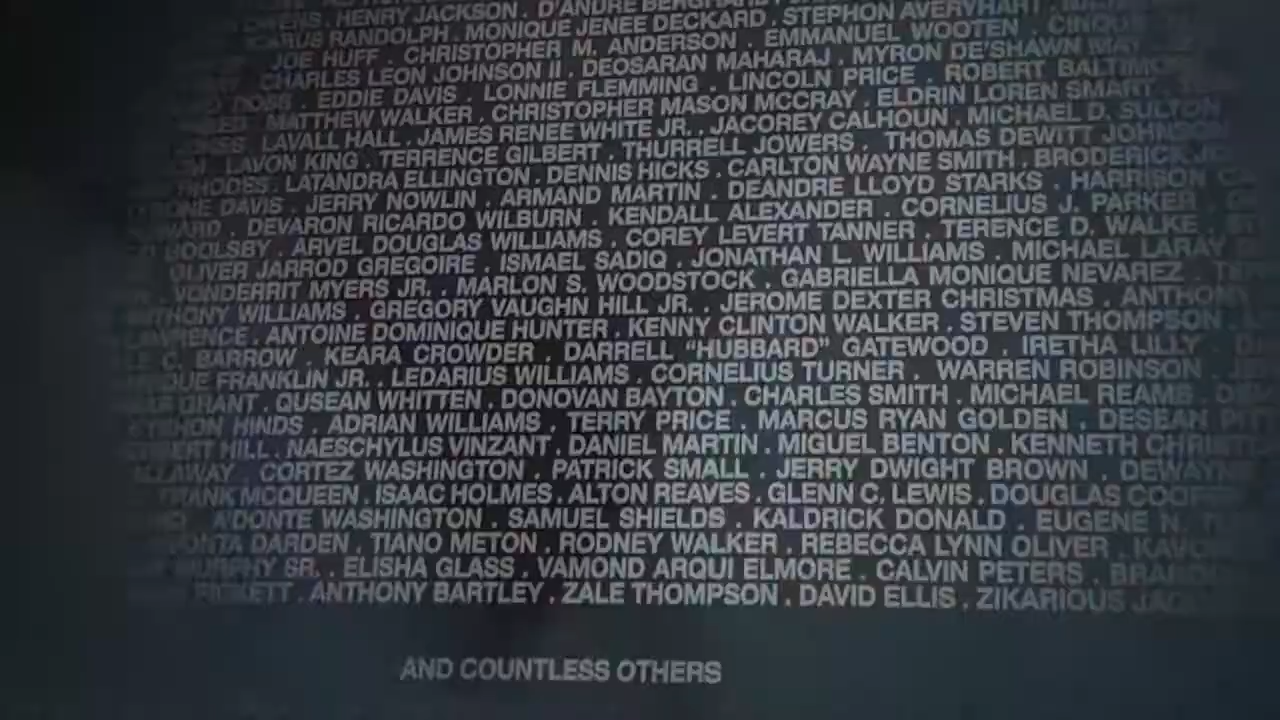 HENRY JACKSON .
RANDOLPH . MONIQUE JENEE DECKARD . STEPHON AVERYHART .
JOE HUFF . CHRISTOPHER M. ANDERSON . EMMANUEL WOOTEN .
CHARLES LEON JOHNSON II . DEOSARAN MAHARAJ . MYRON DE'SHAWN MAY
EDDIE DAVIS . LONNIE FLEMMING . LINCOLN PRICE . ROBERT
MATTHEW WALKER . CHRISTOPHER MASON MCCRAY . ELDRIN LOREN SMART .
LAVALL HALL . JAMES RENEE WHITE JR. . JACOREY CALHOUN . MICHAEL D. SULTON
LAVON KING . TERRENCE GILBERT . THURRELL JOWERS . THOMAS DEWITT JOHNSON
RHODES . LATANDRA ELLINGTON . DENNIS HICKS . CARLTON WAYNE SMITH . BRODERICK
DAVIS . JERRY NOWLIN . ARMAND MARTIN . DEANDRE LLOYD STARKS . HARRISON
DEVARON RICARDO WILBURN . KENDALL ALEXANDER . CORNELIUS J. PARKER
GOOLSBY . ARVEL DOUGLAS WILLIAMS . COREY LEVERT TANNER . TERENCE D. WALKE .
OLIVER JARROD GREGOIRE . ISMAEL SADIQ . JONATHAN L. WILLIAMS . MICHAEL LARAY
VONDERRIT MYERS JR. . MARLON S. WOODSTOCK . GABRIELLA MONIQUE NEVAREZ .
WILLIAMS . GREGORY VAUGHN HILL JR. . JEROME DEXTER CHRISTMAS . ANTHONY
ANTOINE DOMINIQUE HUNTER . KENNY CLINTON WALKER . STEVEN THOMPSON
C. BARROW . KEARA CROWDER . DARRELL “HUBBARD” GATEWOOD . IRETHA LILLY .
FRANKLIN JR. . LEDARIUS WILLIAMS . CORNELIUS TURNER . WARREN ROBINSON
GRANT . QUSEAN WHITTEN . DONOVAN BAYTON . CHARLES SMITH . MICHAEL REAMS .
HINDS . ADRIAN WILLIAMS . TERRY PRICE . MARCUS RYAN GOLDEN . DESEAN
HILL . NAESCHYLUS VINZANT . DANIEL MARTIN . MIGUEL BENTON . KENNETH
CORTEZ WASHINGTON . PATRICK SMALL . JERRY DWIGHT BROWN .
FRANK MCQUEEN . ISAAC HOLMES . ALTON REAVES . GLENN C. LEWIS . DOUGLAS
A'DONTE WASHINGTON . SAMUEL SHIELDS . KALDRICK DONALD . EUGENE N.
DARDEN . TIANO METON . RODNEY WALKER . REBECCA LYNN OLIVER .
MURPHY SR. . ELISHA GLASS . VAMOND ARQUI ELMORE . CALVIN PETERS .
ANTHONY BARTLEY . ZALE THOMPSON . DAVID ELLIS . ZIKARIOUS
AND COUNTLESS OTHERS